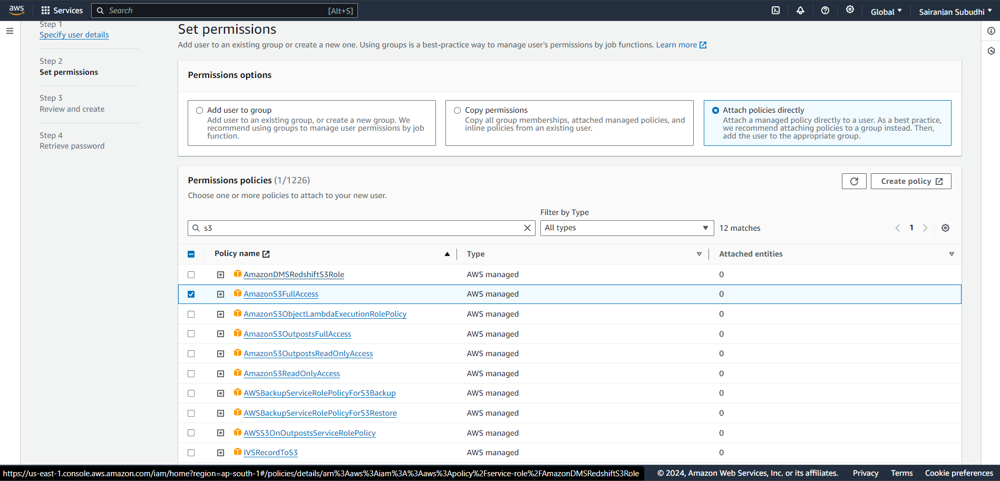 aws
Services
Search
[Alt+S]
Global
Sairanjan Subudhi
Step 1
Specify user details
Step 2
Set permissions
Step 3
Review and create
Step 4
Retrieve password
Set permissions
Add user to an existing group or create a new one. Using groups is a best-practice way to manage user's permissions by job functions. Learn more
Permissions options
Add user to group
Add user to an existing group, or create a new group. We
recommend using groups to manage user permissions by job
function.
Copy permissions
Copy all group memberships, attached managed policies, and
inline policies from an existing user.
Attach policies directly
Attach a managed policy directly to a user. As a best practice,
we recommend attaching policies to a group instead. Then,
add the user to the appropriate group.
Permissions policies (1/1226)
Choose one or more policies to attach to your new user.
Create policy
Filter by Type
s3
All types
12 matches
1
Policy name
Type
Attached entities
AmazonDMSRedshiftS3Role AWS managed 0
AmazonS3FullAccess AWS managed 0
AmazonS3ObjectLambdaExecutionRolePolicy AWS managed 0
AmazonS3OutpostsFullAccess AWS managed 0
AmazonS3OutpostsReadOnlyAccess AWS managed 0
AmazonS3ReadOnlyAccess AWS managed 0
AWSBackupServiceRolePolicyForS3Backup AWS managed 0
AWSBackupServiceRolePolicyForS3Restore AWS managed 0
AWSS3OnOutpostsServiceRolePolicy AWS managed 0
IVSRecordToS3 AWS managed 0
https://us-east-1.console.aws.amazon.com/iam/home?region=ap-south-1#/policies/details/arn%3Aaws%3Aiam%3A%3Aaws%3Apolicy%2Fservice-role%2FAmazonDMSRedshiftS3Role
© 2024, Amazon Web Services, Inc. or its affiliates.
Privacy
Terms
Cookie preferences